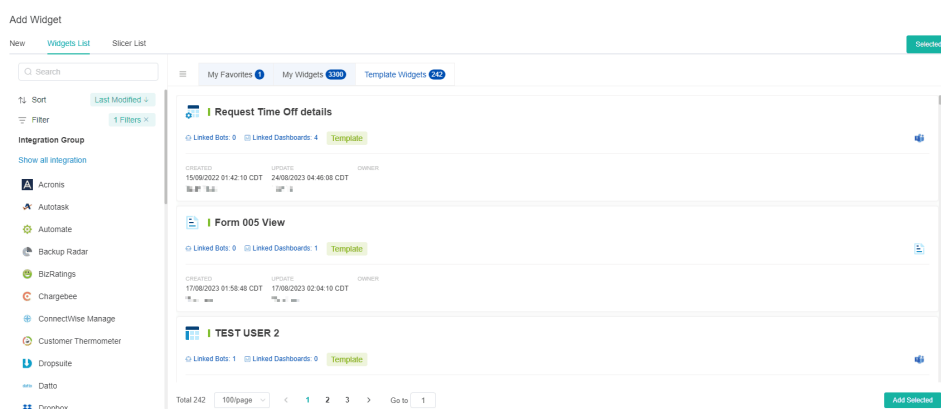 Add Widget
New Widgets List Slicer List Selected
Search
My Favorites 1 My Widgets 3300 Template Widgets 242
Sort Last Modified ↓
Filter 1 Filters ×
Integration Group
Show all integration
Acronis
Autotask
Automate
Backup Radar
BizRatings
Chargebee
ConnectWise Manage
Customer Thermometer
Dropsuite
datto Datto
Dropbox
Request Time Off details
Linked Bots: 0 Linked Dashboards: 4 Template
CREATED UPDATE OWNER
15/09/2022 01:42:10 CDT 24/08/2023 04:46:08 CDT
Form 005 View
Linked Bots: 0 Linked Dashboards: 1 Template
CREATED UPDATE OWNER
17/08/2023 01:58:48 CDT 17/08/2023 02:04:10 CDT
TEST USER 2
Linked Bots: 1 Linked Dashboards: 0 Template
Total 242 100/page < 1 2 3 > Go to 1 Add Selected